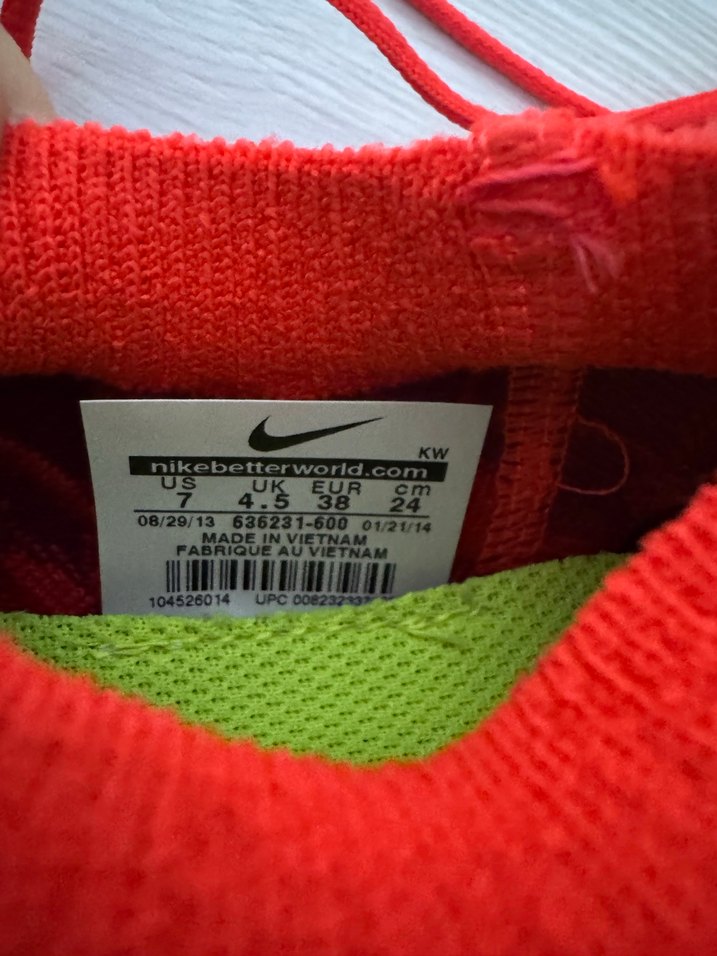 KW
nikebetterworld.com
US UK EUR cm
7 4.5 38 24
08/29/13 636231-600 01/21/14
MADE IN VIETNAM
FABRIQUE AU VIETNAM
104526014 UPC